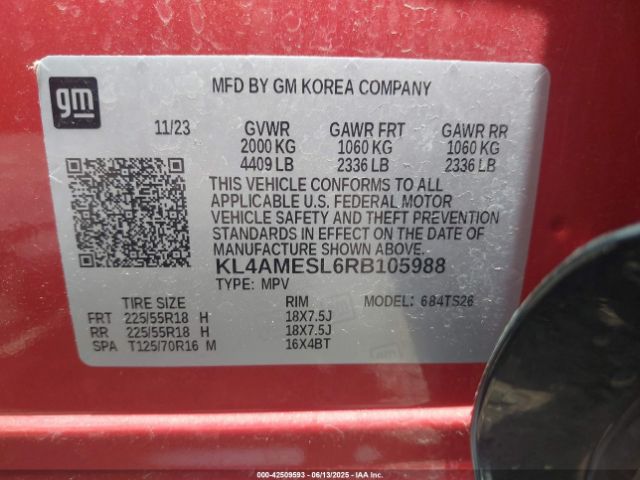 gm
MFD BY GM KOREA COMPANY
11/23 GVWR GAWR FRT GAWR RR
2000 KG 1060 KG 1060 KG
4409 LB 2336 LB 2336 LB
THIS VEHICLE CONFORMS TO ALL
APPLICABLE U.S. FEDERAL MOTOR
VEHICLE SAFETY AND THEFT PREVENTION
STANDARDS IN EFFECT ON THE DATE OF
MANUFACTURE SHOWN ABOVE.
KL4AMESL6RB105988
TYPE: MPV MODEL: 684TS26
TIRE SIZE RIM
FRT 225/55R18 H 18X7.5J
RR 225/55R18 H 18X7.5J
SPA T125/70R16 M 16X4BT
000-42509593 - 06/13/2025 - IAA Inc.